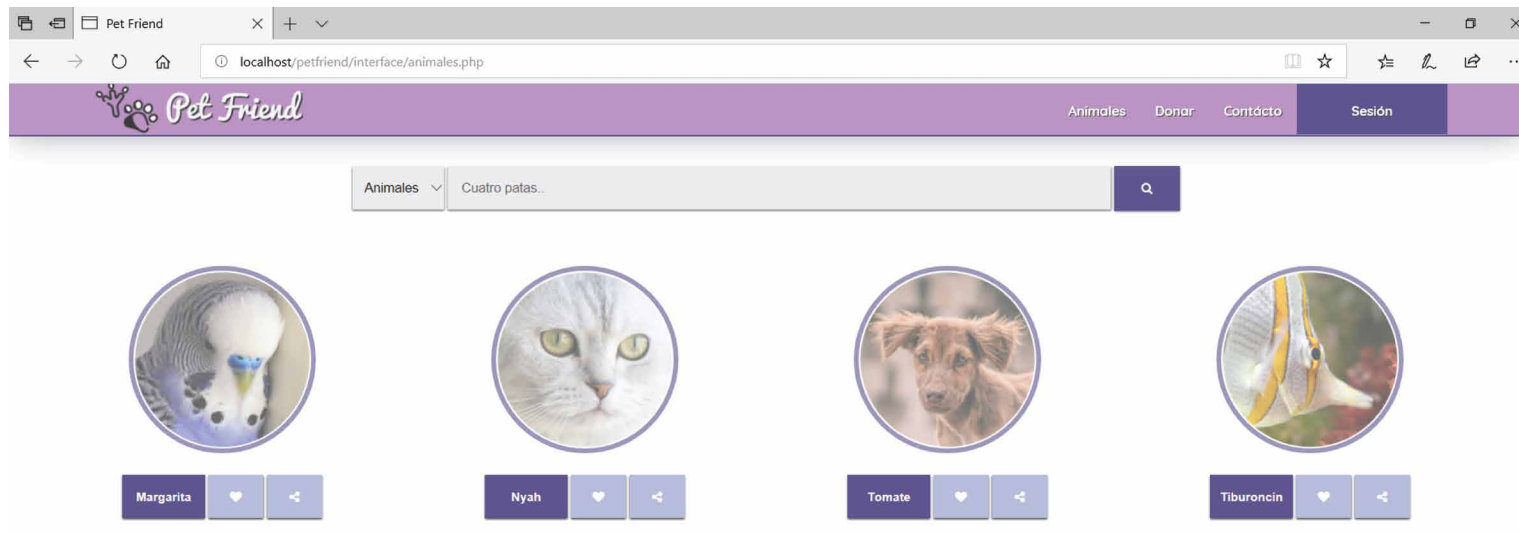 Pet Friend
localhost/petfriend/interface/animales.php
Pet Friend
Animales Donar Contácto Sesión
Animales Cuatro patas..
Margarita Nyah Tomate Tiburoncin